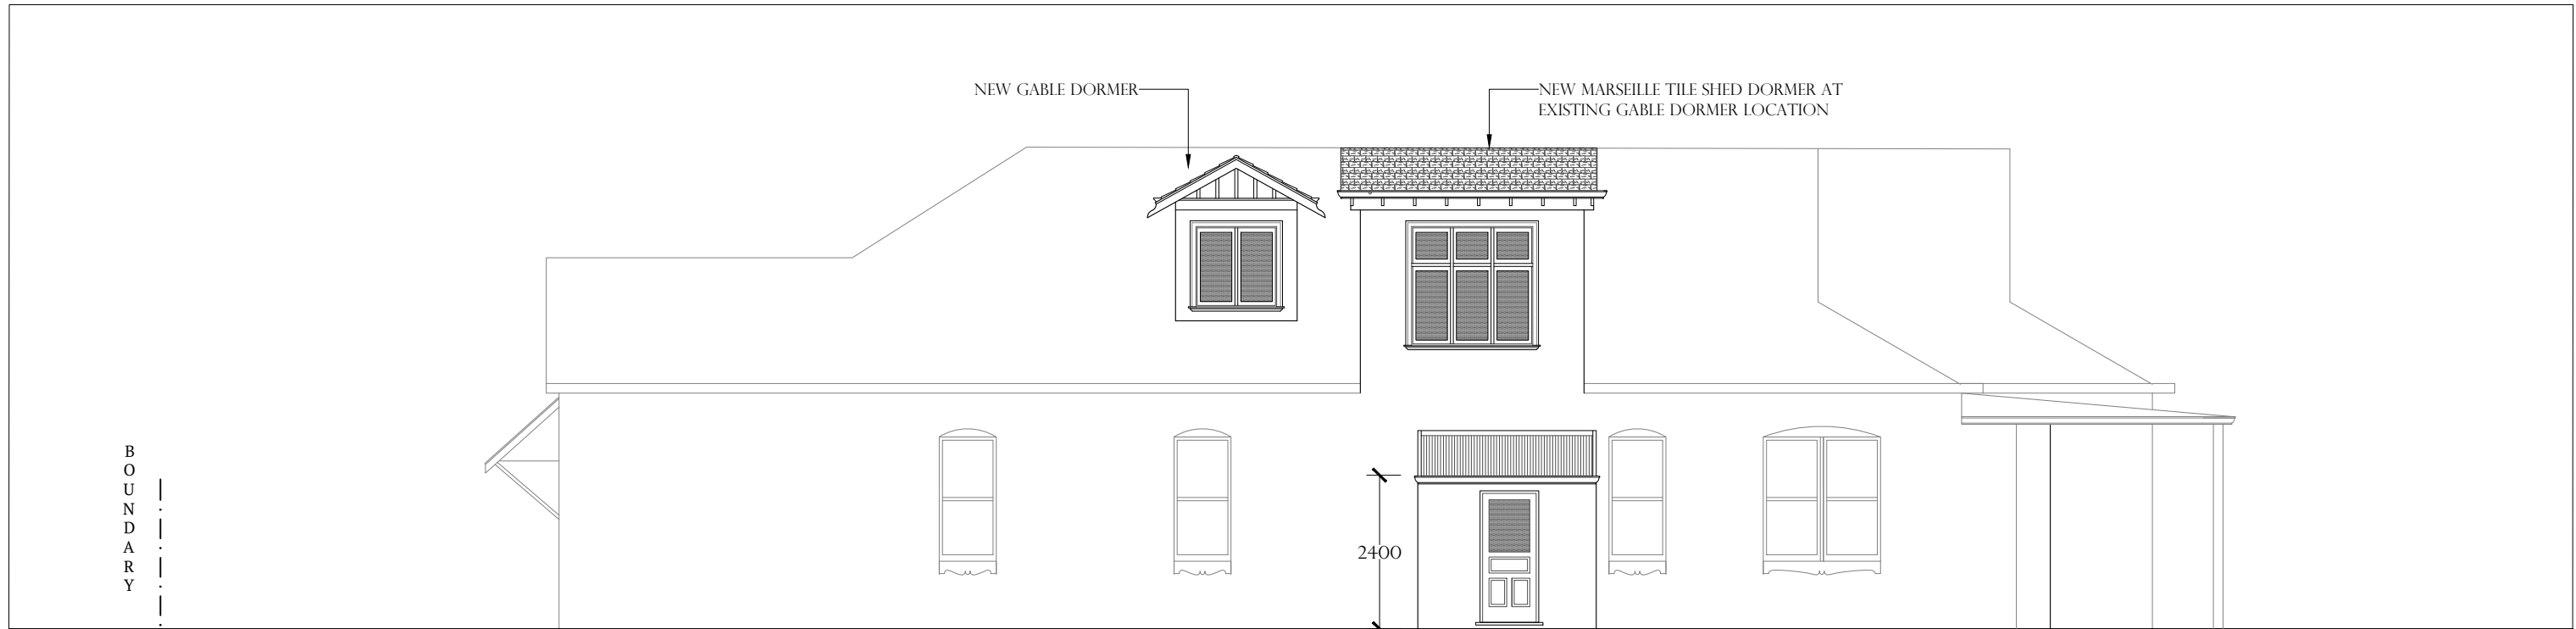 NEW GABLE DORMER
NEW MARSEILLE TILE SHED DORMER AT
EXISTING GABLE DORMER LOCATION
B
O
U
N
D
A
R
Y
2400